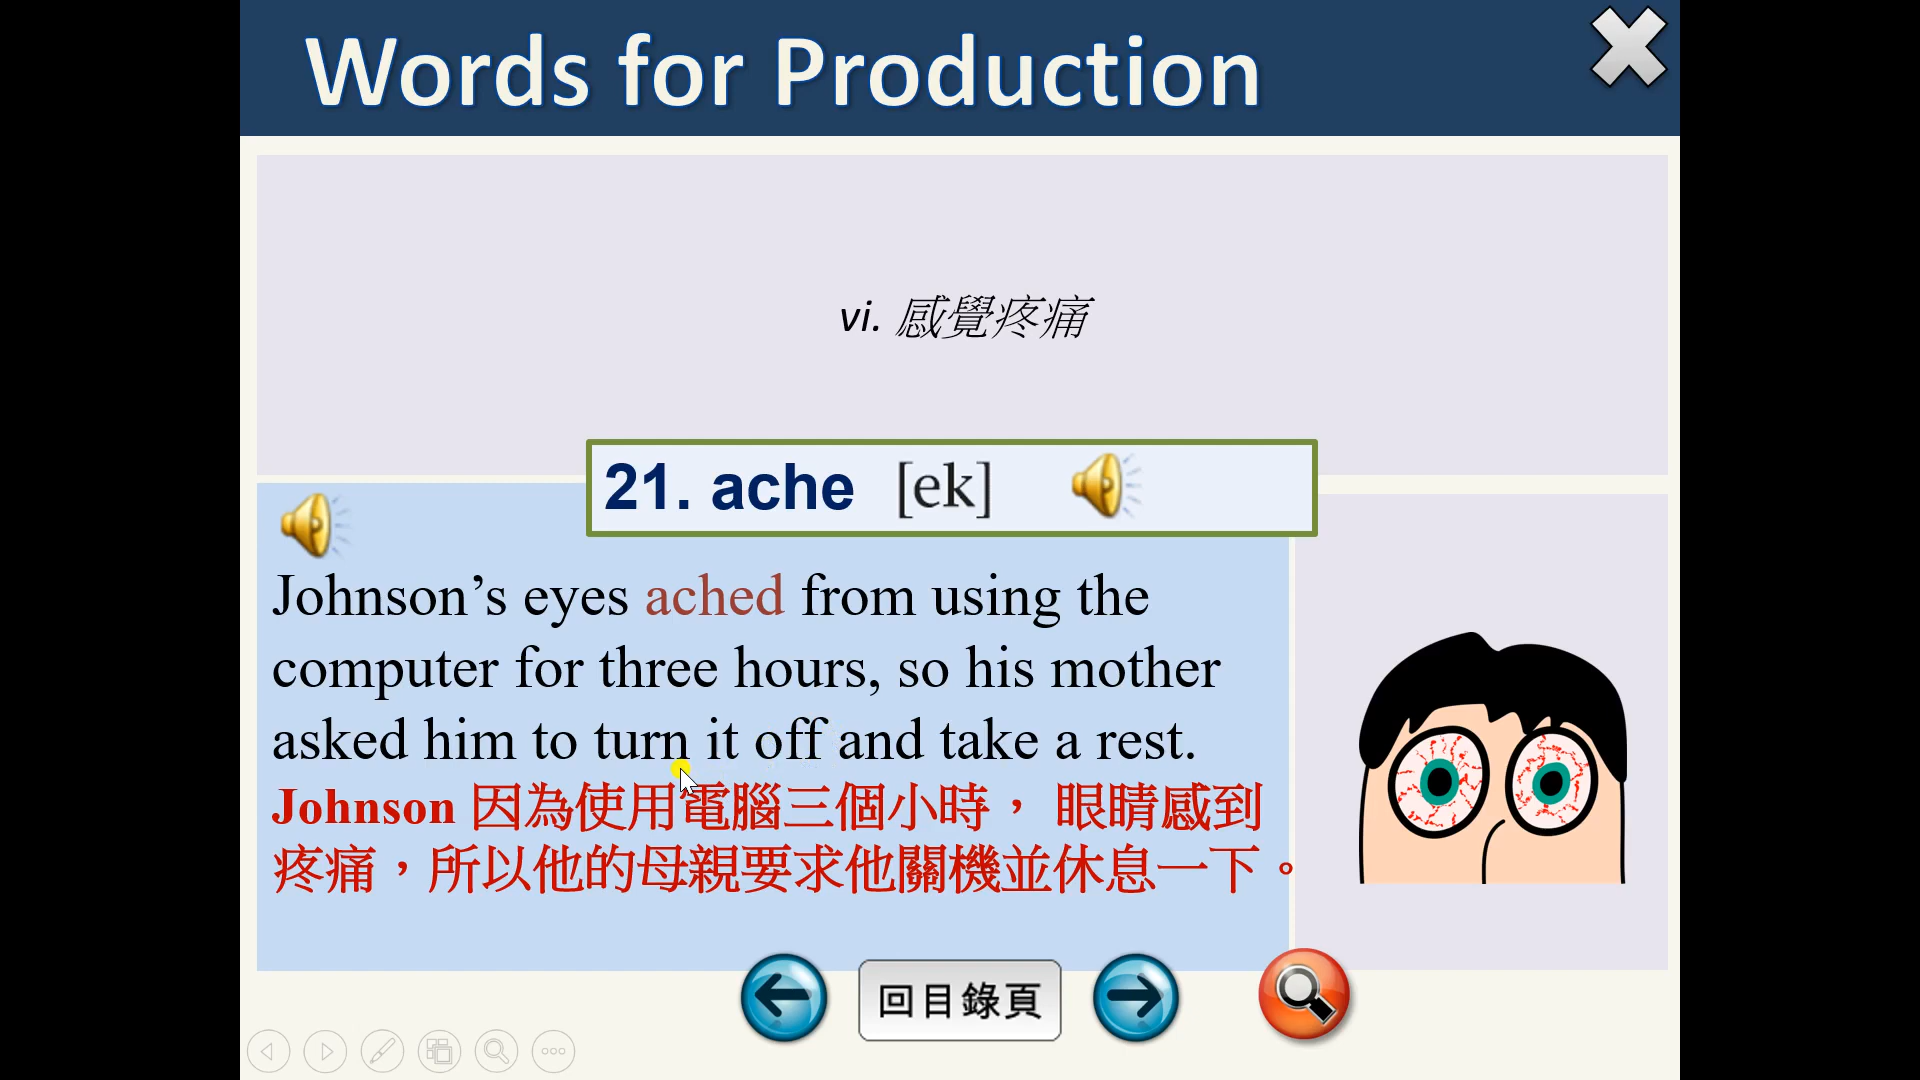 Words for Production
vi. 感覺疼痛
21. ache [ek]
Johnson’s eyes ached from using the
computer for three hours, so his mother
asked him to turn it off and take a rest.
Johnson 因為使用電腦三個小時， 眼睛感到
疼痛，所以他的母親要求他關機並休息一下。
回目錄頁